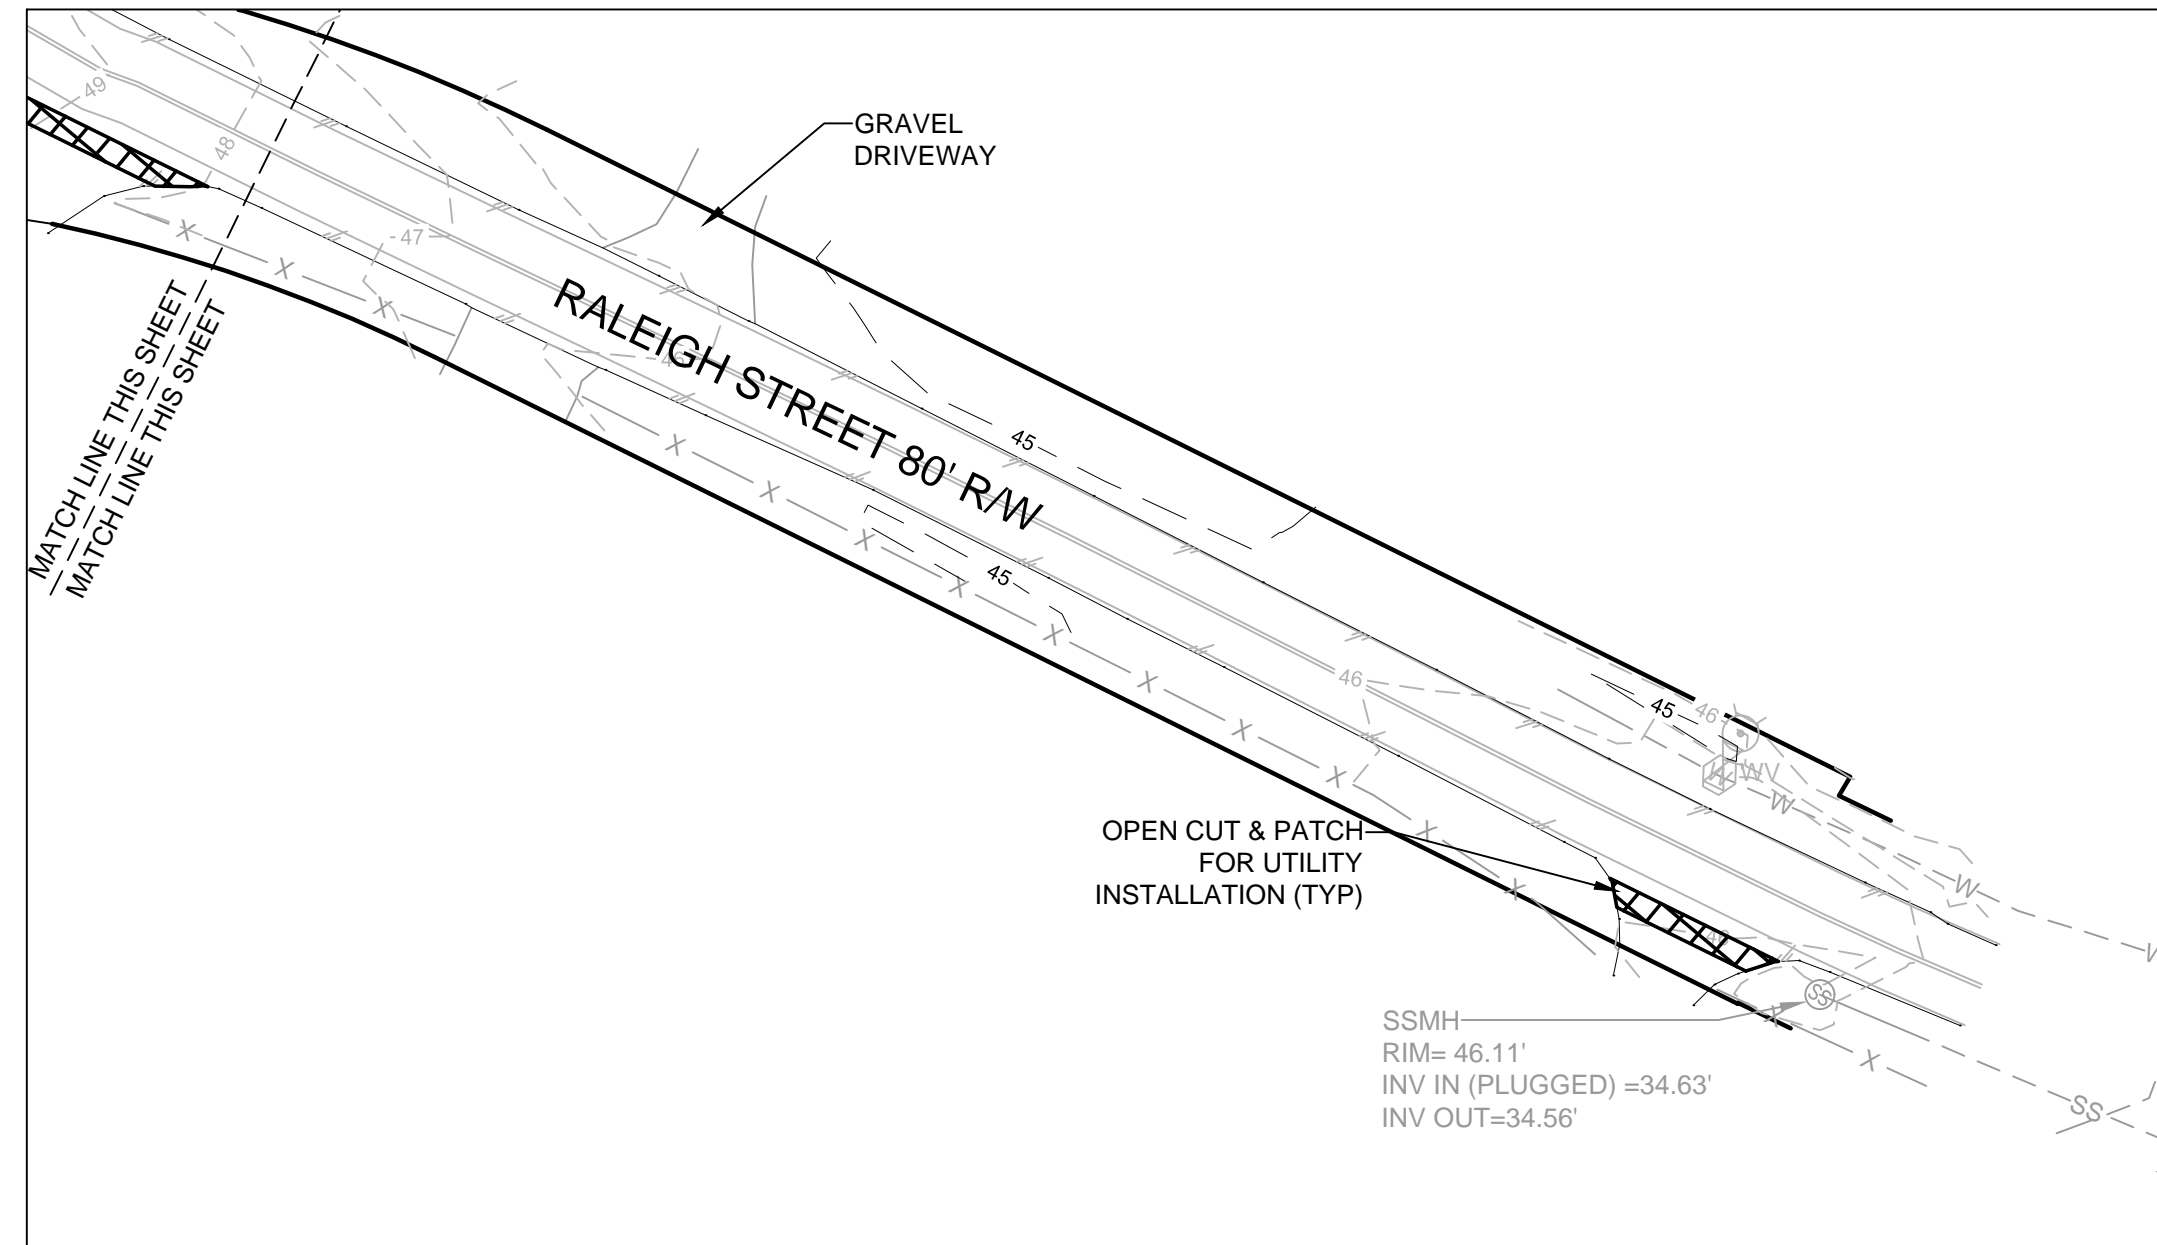 49
48
GRAVEL
DRIVEWAY
47
46
RALEIGH STREET 80' R/W
MATCH LINE THIS SHEET
MATCH LINE THIS SHEET
X
X
X
X
X
X
X
X
X
X
X
X
X
X
45
45
46
45
46
WV
W
W
OPEN CUT & PATCH
FOR UTILITY
INSTALLATION (TYP)
46
SS
X
X
SSMH
RIM= 46.11'
INV IN (PLUGGED) =34.63'
INV OUT=34.56'
SS